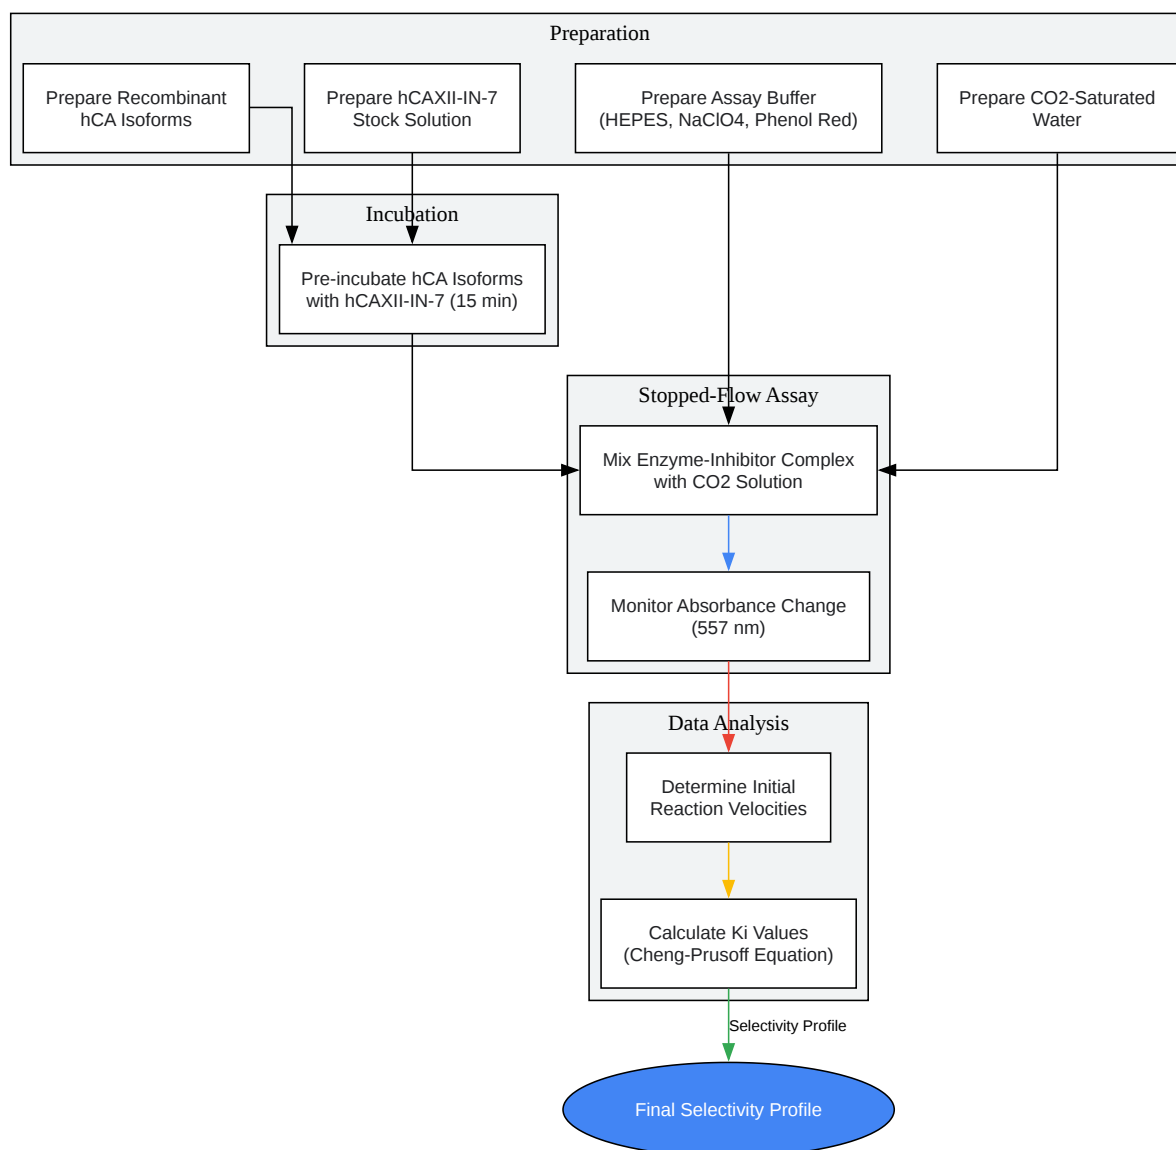 Preparation
Prepare Recombinant
hCA Isoforms
Prepare hCAXII-IN-7
Stock Solution
Prepare Assay Buffer
(HEPES, NaClO4, Phenol Red)
Prepare CO2-Saturated
Water
Incubation
Pre-incubate hCA Isoforms
with hCAXII-IN-7 (15 min)
Stopped-Flow Assay
Mix Enzyme-Inhibitor Complex
with CO2 Solution
Monitor Absorbance Change
(557 nm)
Data Analysis
Determine Initial
Reaction Velocities
Calculate Ki Values
(Cheng-Prusoff Equation)
Selectivity Profile
Final Selectivity Profile